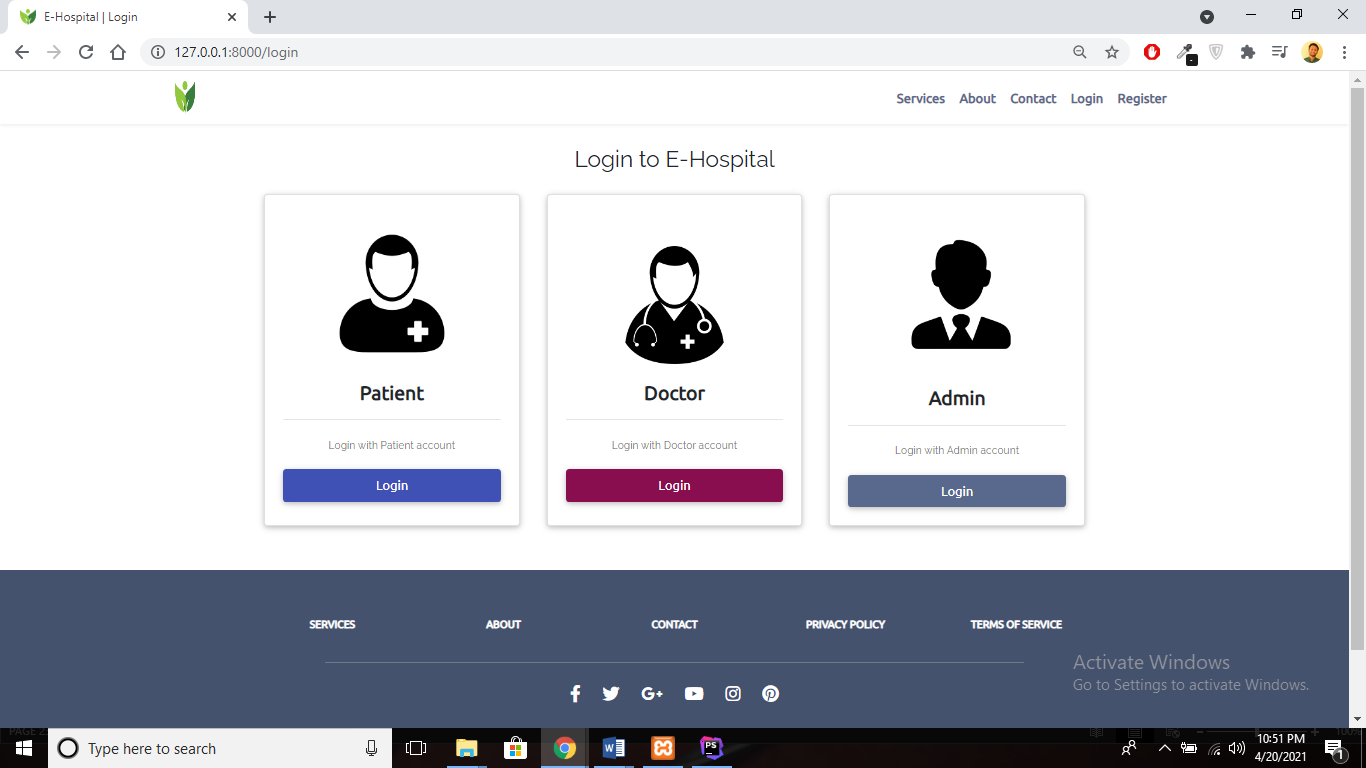 E-Hospital | Login
127.0.0.1:8000/login
Services About Contact Login Register
Login to E-Hospital
Patient
Login with Patient account
Login
Doctor
Login with Doctor account
Login
Admin
Login with Admin account
Login
SERVICES ABOUT CONTACT PRIVACY POLICY TERMS OF SERVICE
Activate Windows
Go to Settings to activate Windows.
100%
Type here to search
PS
10:51 PM
4/20/2021
1